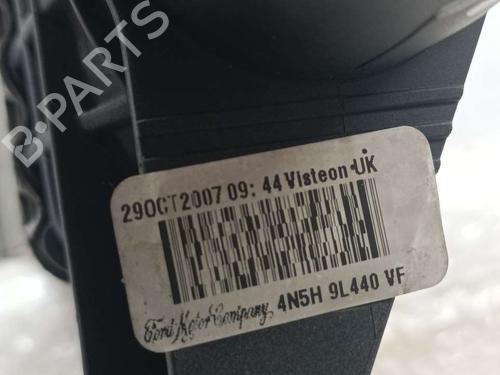 B-PARTS
29OCT2007 09:44 Visteon-UK
Ford Motor Company 4N5H 9L440 VF